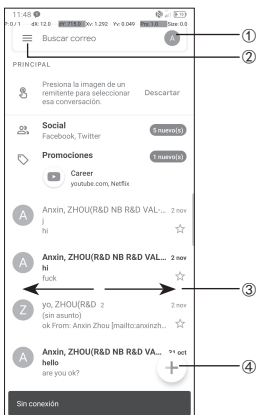 11:48
P: 0 / 1 dX: 12.0 dY: 715.0 Xv: 1.292 Yv: 0.049 Prs: 1.0 Size: 0.0
Buscar correo A ①
②
PRINCIPAL
Presiona la imagen de un
remitente para seleccionar Descartar
esa conversación.
Social 5 nuevo(s)
Facebook, Twitter
Promociones 1 nuevo(s)
Career
youtube.com, Netflix
A Anxin, ZHOU(R&D NB R&D VAL-... 2 nov
j
hi
A Anxin, ZHOU(R&D NB R&D VAL... 2 nov
hi
fuck
③
Z yo, ZHOU(R&D 2 2 nov
(sin asunto)
ok From: Anxin Zhou [mailto:anxinzh...
A Anxin, ZHOU(R&D NB R&D VA... 21 oct
hello
are you ok?
④
Sin conexión